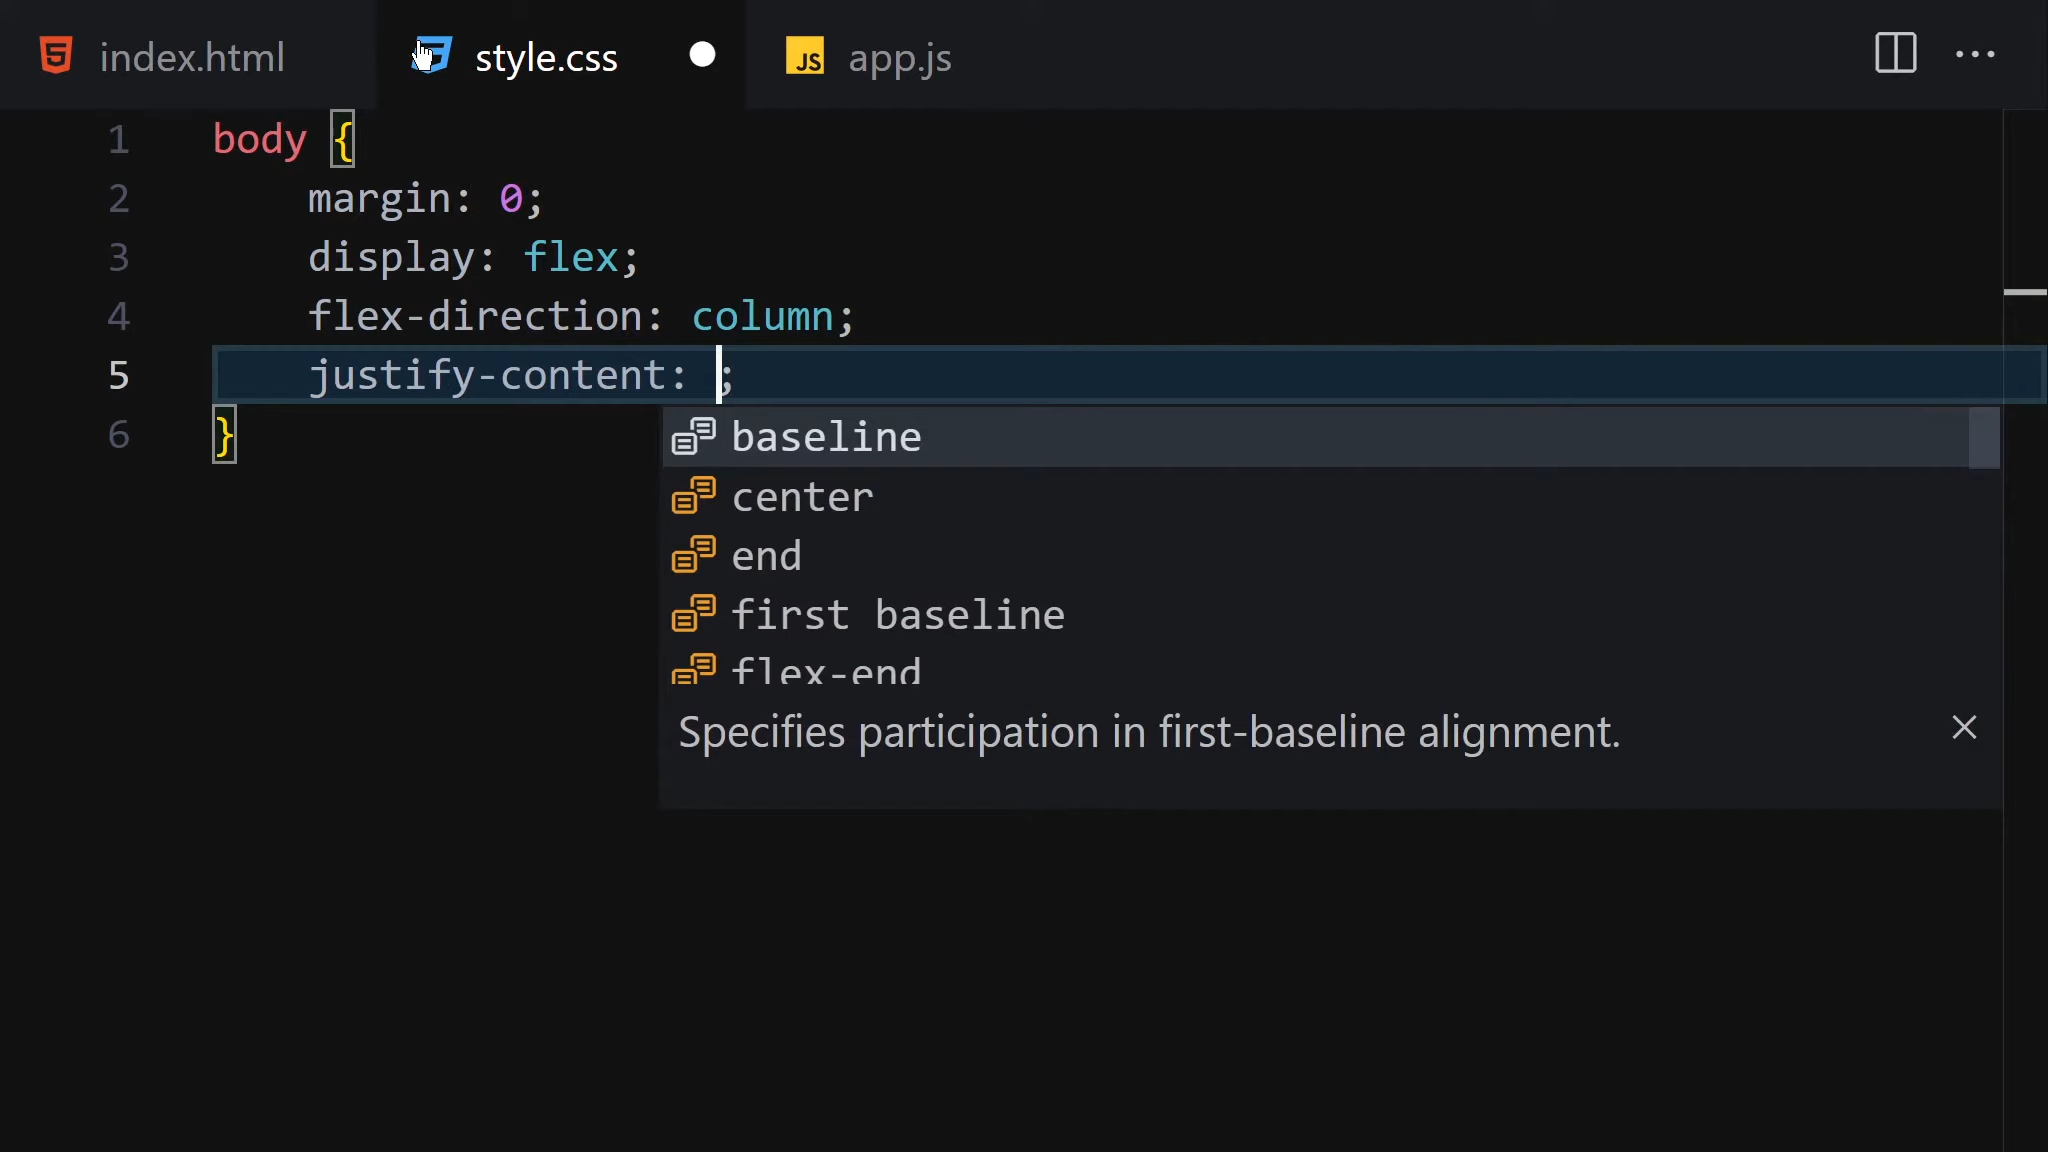 index.html style.css JS app.js
1 body {
2 margin: 0;
3 display: flex;
4 flex-direction: column;
5 justify-content: ;
6 }
baseline
center
end
first baseline
flex-end
Specifies participation in first-baseline alignment.